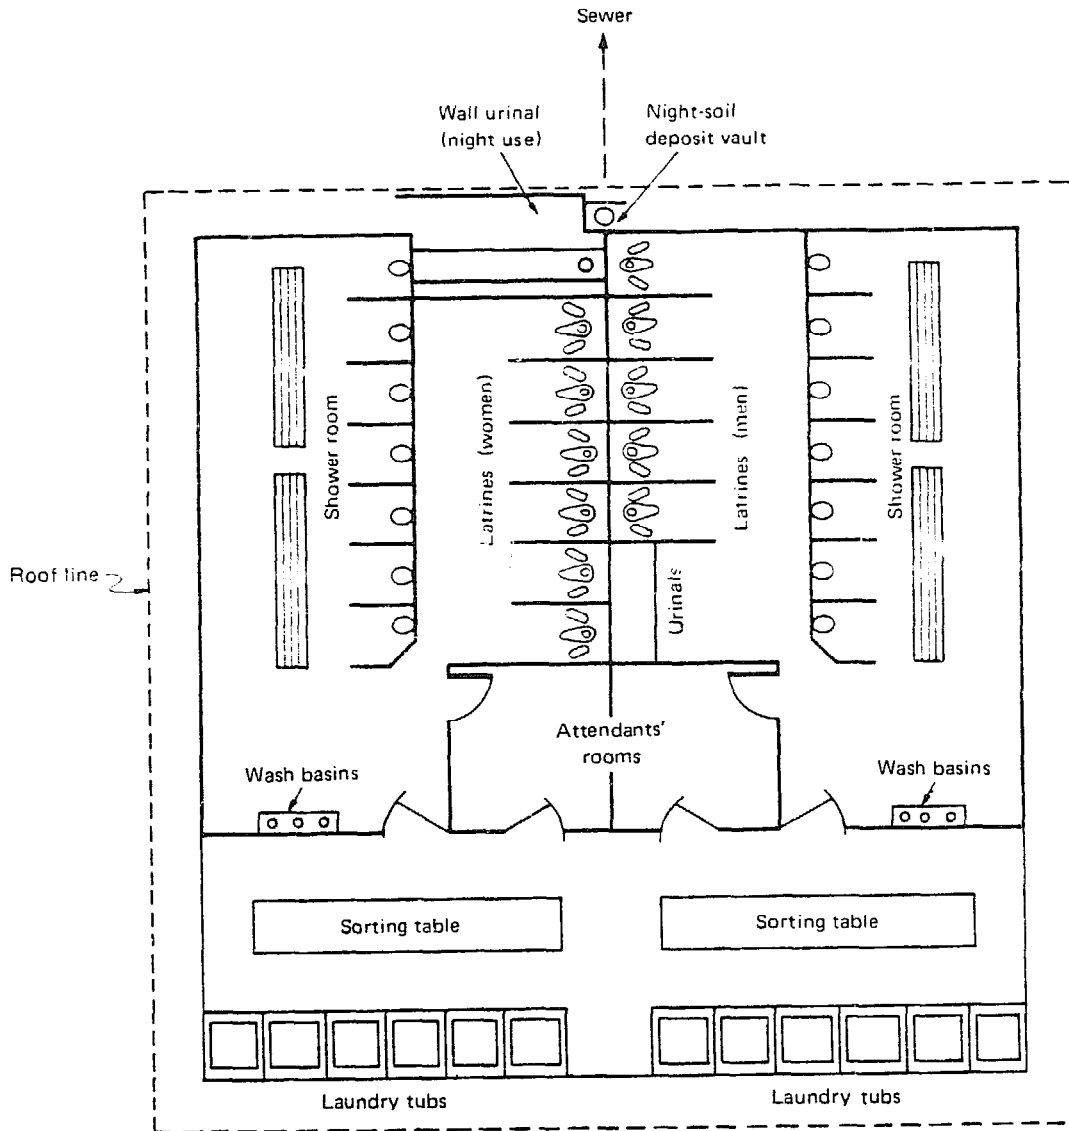 Sewer
Wall urinal
(night use)
Night-soil
deposit vault
Shower room
Latrines (women)
Latrines (men)
Shower room
Roof line
Urinals
Attendants'
rooms
Wash basins
Wash basins
Sorting table
Sorting table
Laundry tubs
Laundry tubs